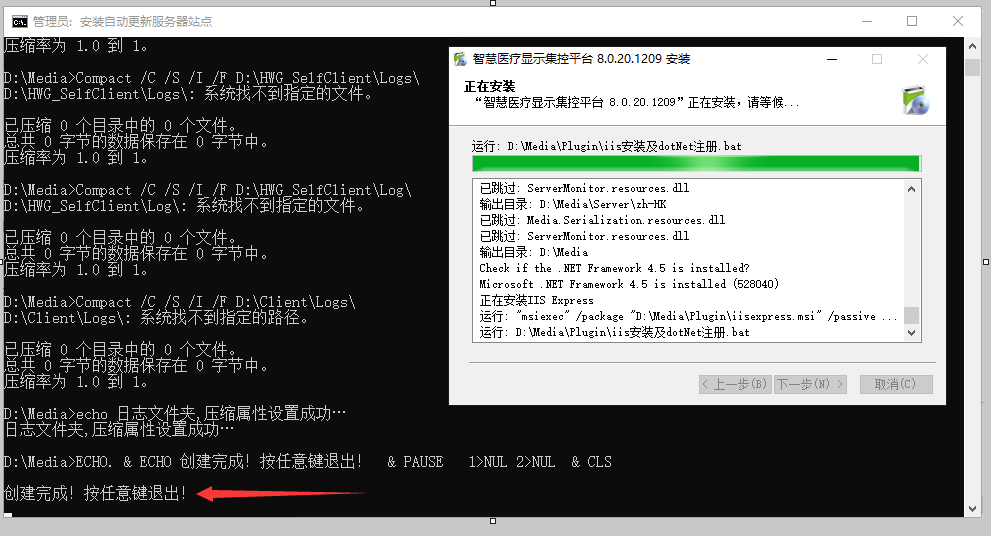 管理员: 安装自动更新服务器站点
压缩率为 1.0 到 1。
D:\Media>Compact /C /S /I /F D:\HWG_SelfClient\Logs\
D:\HWG_SelfClient\Logs\: 系统找不到指定的文件。
已压缩 0 个目录中的 0 个文件。
总共 0 字节的数据保存在 0 字节中。
压缩率为 1.0 到 1。
D:\Media>Compact /C /S /I /F D:\HWG_SelfClient\Log\
D:\HWG_SelfClient\Log\: 系统找不到指定的文件。
已压缩 0 个目录中的 0 个文件。
总共 0 字节的数据保存在 0 字节中。
压缩率为 1.0 到 1。
D:\Media>Compact /C /S /I /F D:\Client\Logs\
D:\Client\Logs\: 系统找不到指定的路径。
已压缩 0 个目录中的 0 个文件。
总共 0 字节的数据保存在 0 字节中。
压缩率为 1.0 到 1。
D:\Media>echo 日志文件夹,压缩属性设置成功…
日志文件夹,压缩属性设置成功…
D:\Media>ECHO. & ECHO 创建完成! 按任意键退出! & PAUSE 1>NUL 2>NUL & CLS
创建完成! 按任意键退出!
智慧医疗显示集控平台 8.0.20.1209 安装
正在安装
“智慧医疗显示集控平台 8.0.20.1209”正在安装，请等候...
运行: D:\Media\Plugin\iis安装及dotNet注册.bat
已跳过: ServerMonitor.resources.dll
输出目录: D:\Media\Server\zh-HK
已跳过: Media.Serialization.resources.dll
已跳过: ServerMonitor.resources.dll
输出目录: D:\Media
Check if the .NET Framework 4.5 is installed?
Microsoft .NET Framework 4.5 is installed (528040)
正在安装IIS Express
运行: "msiexec" /package "D:\Media\Plugin\iisexpress.msi" /passive ...
运行: D:\Media\Plugin\iis安装及dotNet注册.bat
< 上一步(B) 下一步(N) > 取消(C)